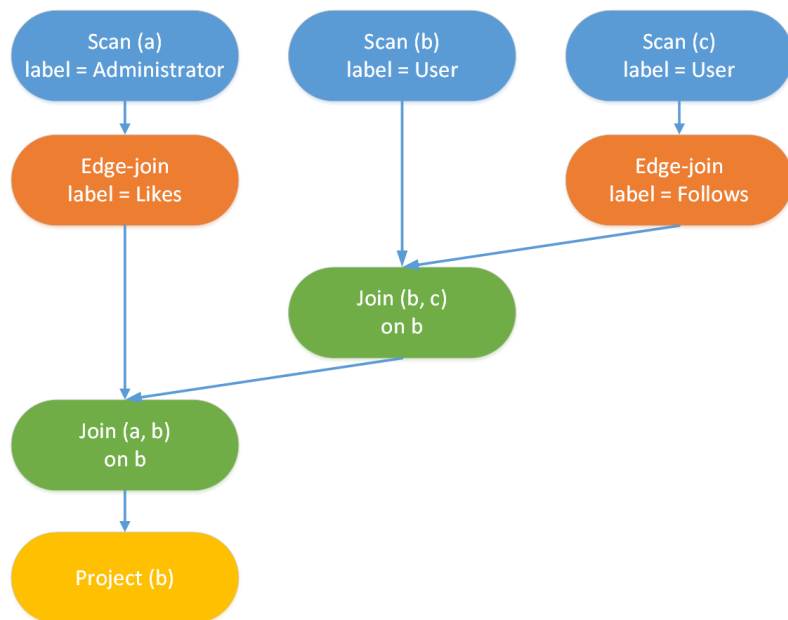 Scan (a)
label = Administrator
Scan (b)
label = User
Scan (c)
label = User
Edge-join
label = Likes
Edge-join
label = Follows
Join (b, c)
on b
Join (a, b)
on b
Project (b)